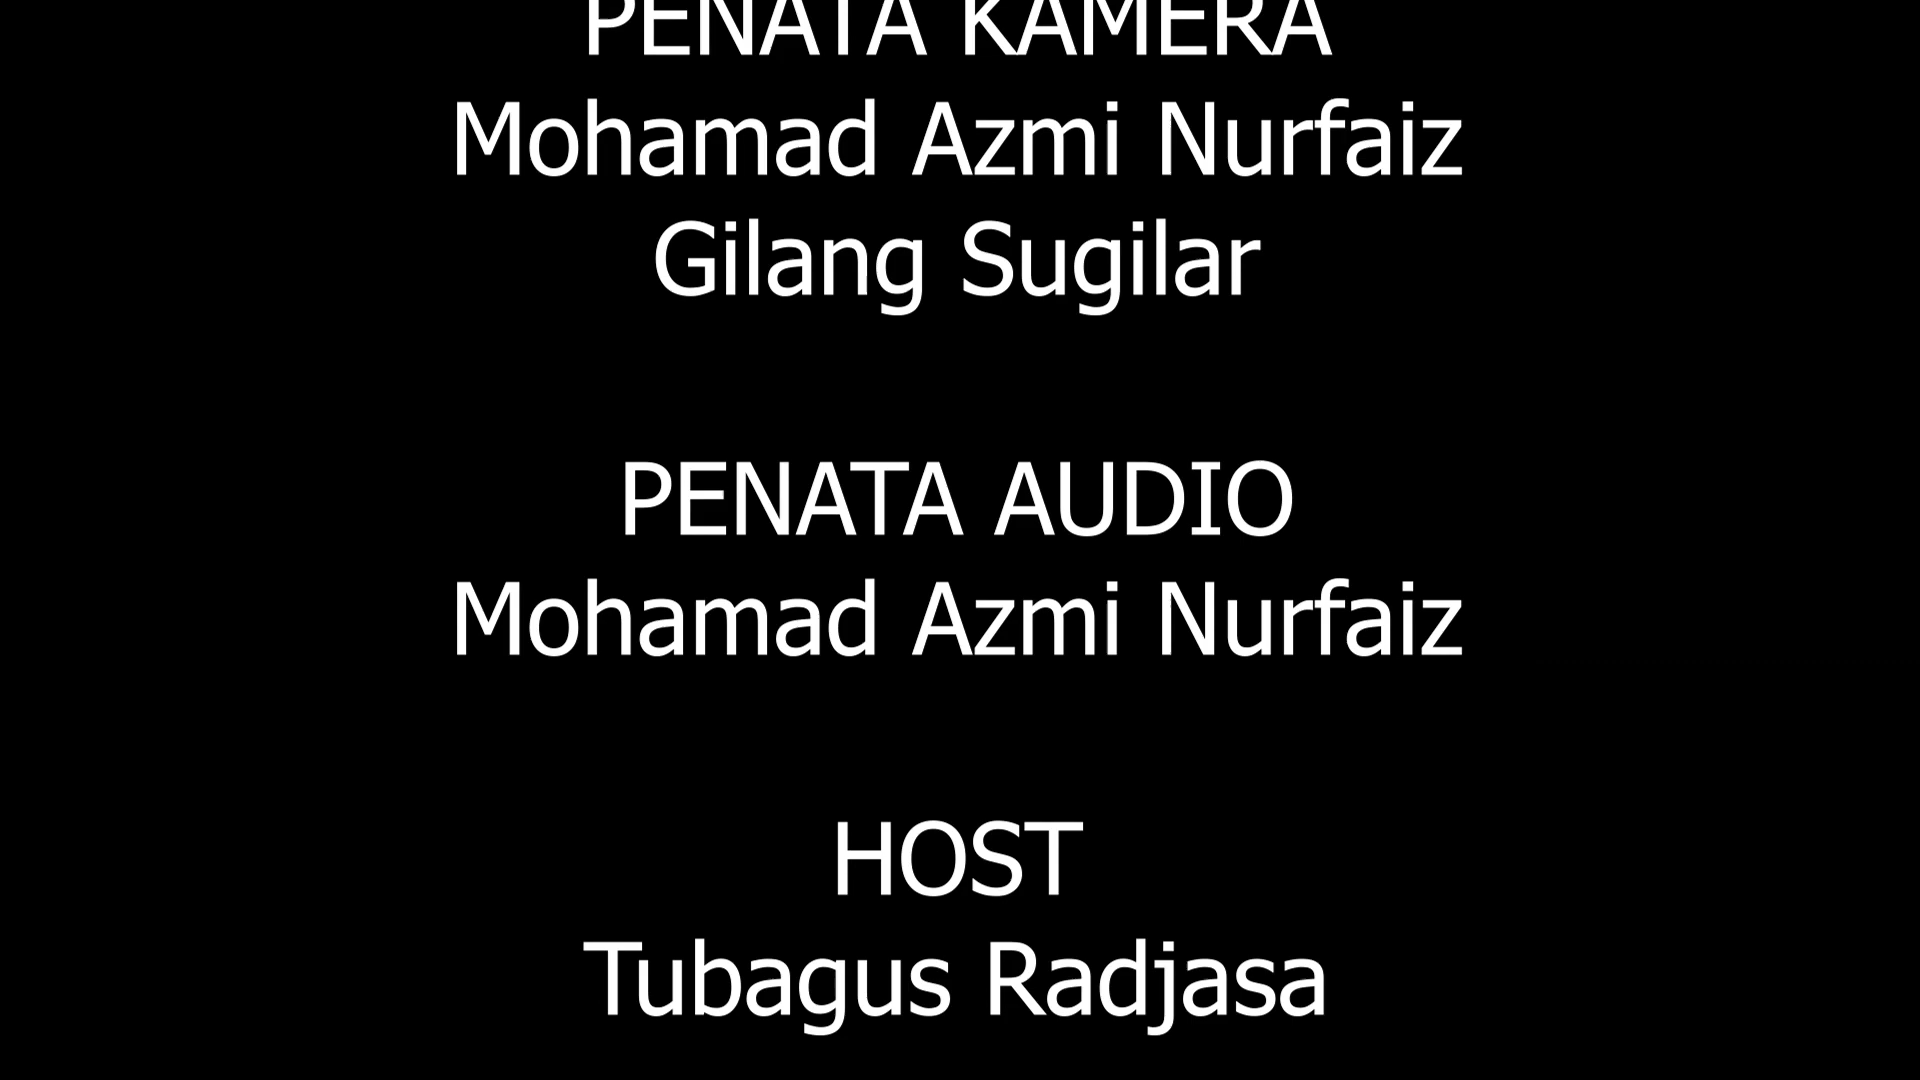 PENATA KAMERA
Mohamad Azmi Nurfaiz
Gilang Sugilar
PENATA AUDIO
Mohamad Azmi Nurfaiz
HOST
Tubagus Radjasa